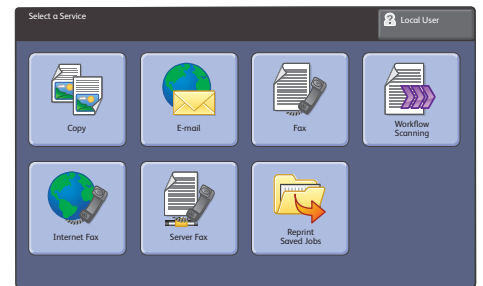 Select a Service
Local User
Copy
E-mail
Fax
Workflow
Scanning
Internet Fax
Server Fax
Reprint
Saved Jobs